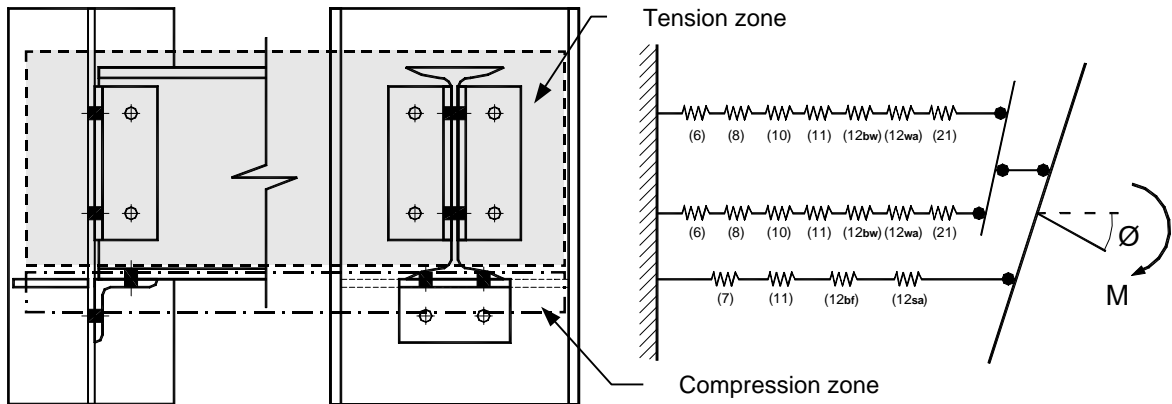 Tension zone
(6) (8) (10) (11) (12bw) (12wa) (21)
(6) (8) (10) (11) (12bw) (12wa) (21)
Ø
(7) (11) (12bf) (12sa)
M
Compression zone